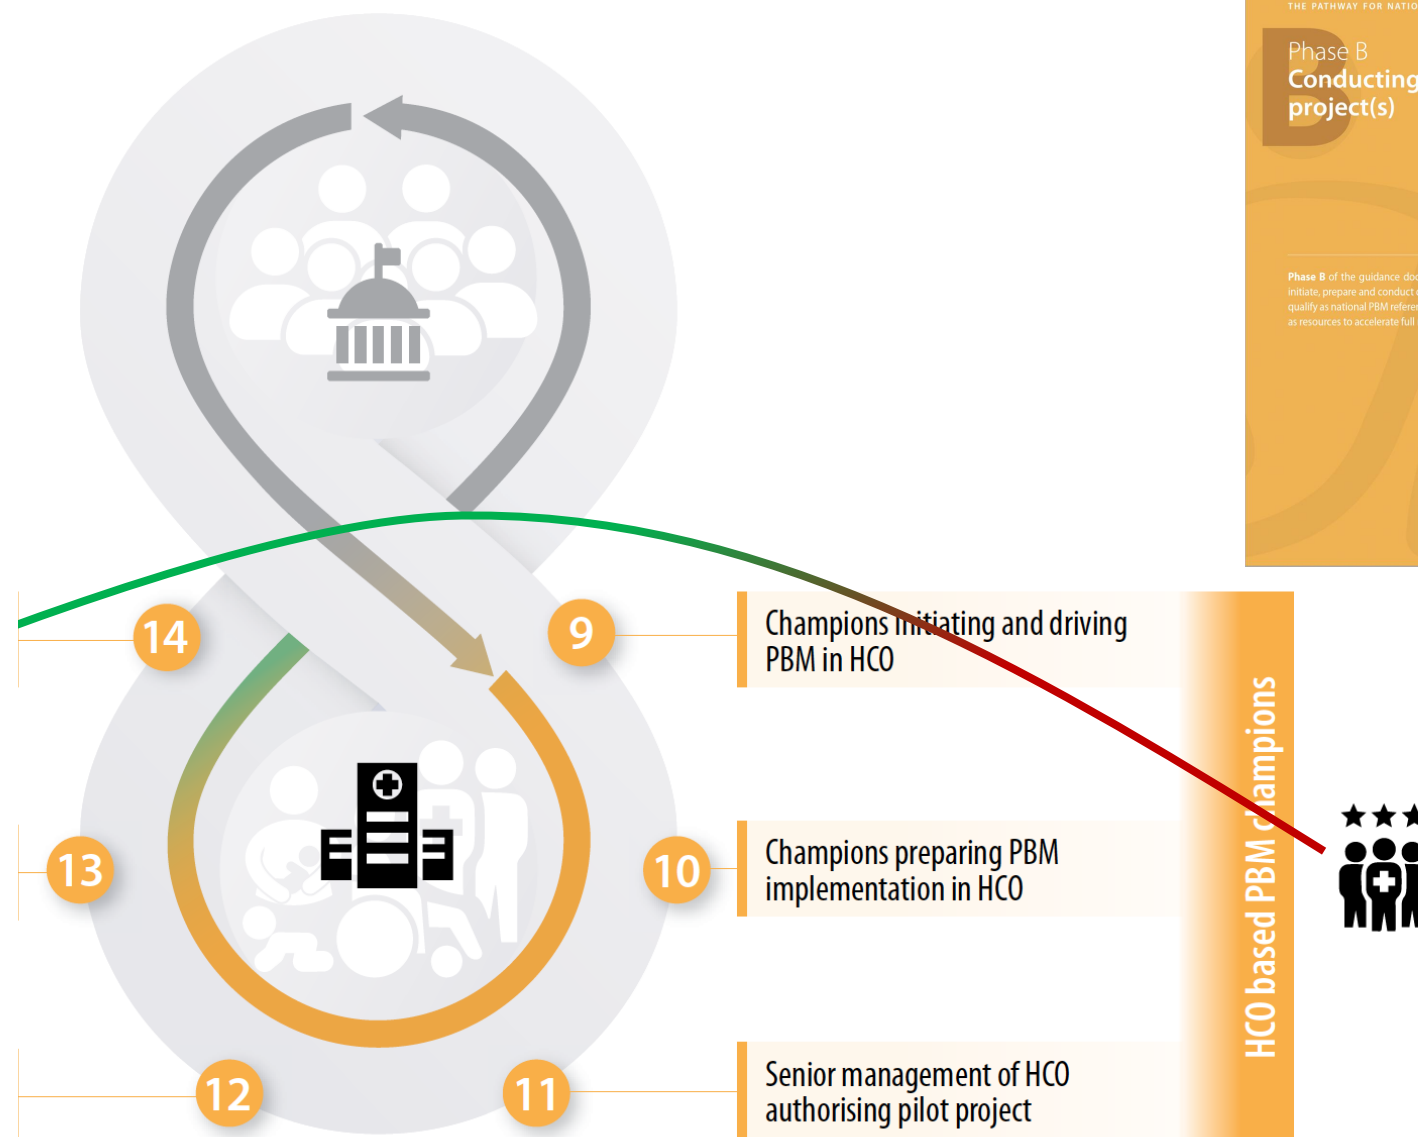 THE PATHWAY FOR NATIO
B
Phase B
Conducting
project(s)
Phase B of the guidance doc
initiate, prepare and conduct
qualify as national PBM refere
as resources to accelerate full
14
9
Champions initiating and driving
PBM in HCO
13
10
Champions preparing PBM
implementation in HCO
12
11
Senior management of HCO
authorising pilot project
HCO based PBM champions